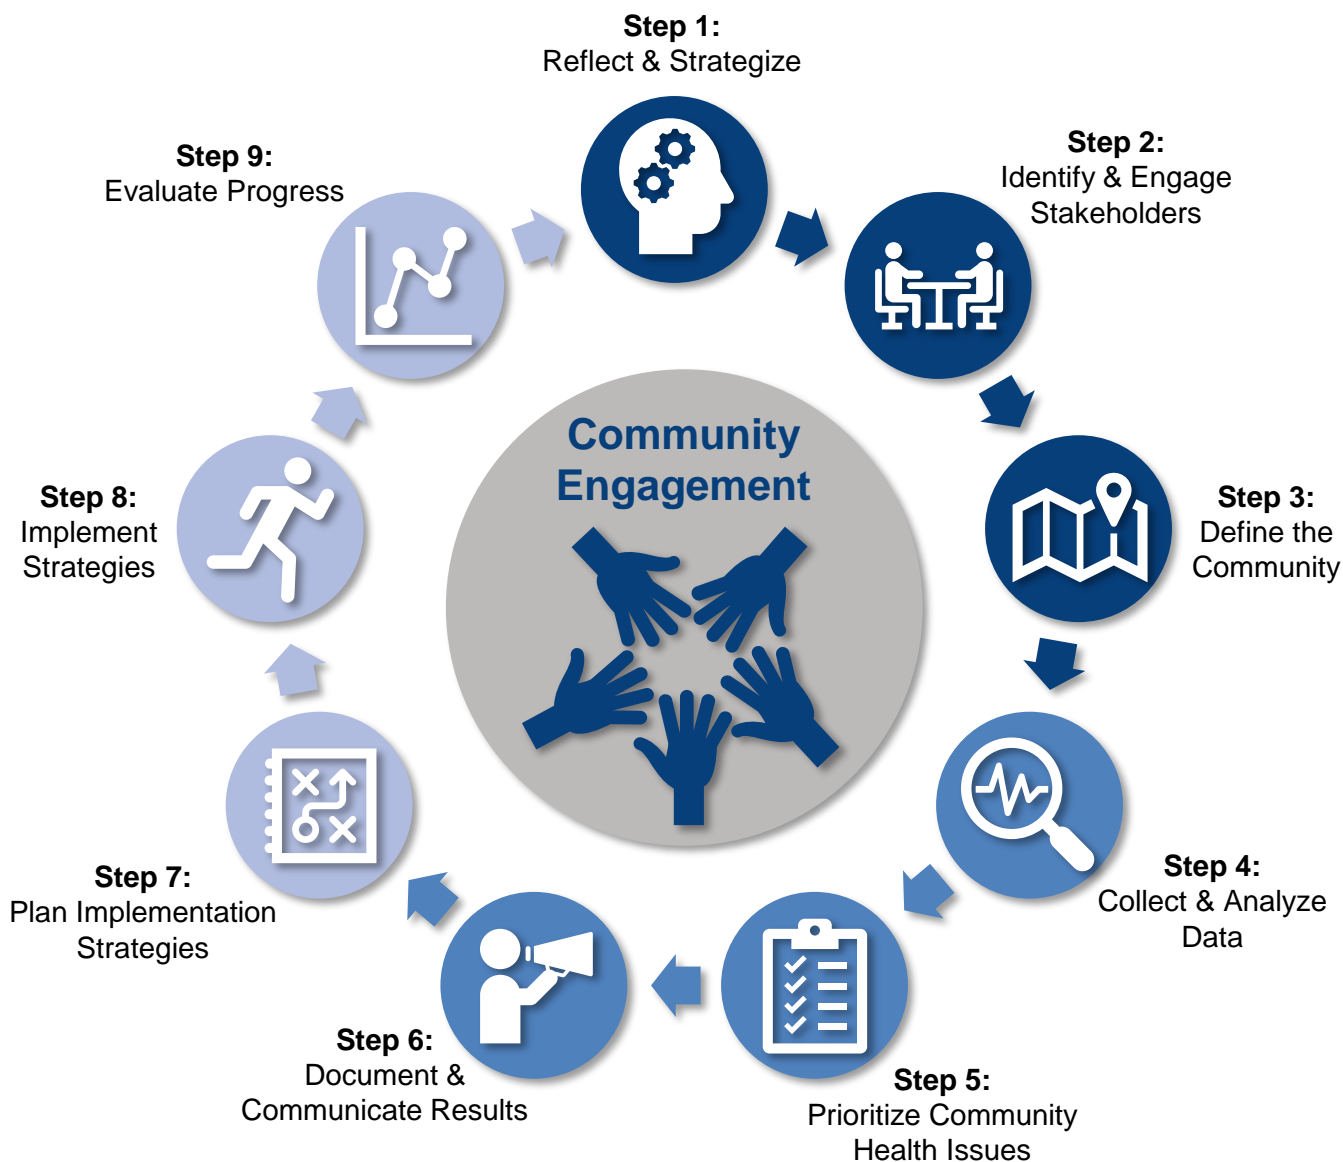 Step 1:
Reflect & Strategize
Step 2:
Identify & Engage
Stakeholders
Step 3:
Define the
Community
Step 4:
Collect & Analyze
Data
Step 5:
Prioritize Community
Health Issues
Step 6:
Document &
Communicate Results
Step 7:
Plan Implementation
Strategies
Step 8:
Implement
Strategies
Step 9:
Evaluate Progress
Community
Engagement